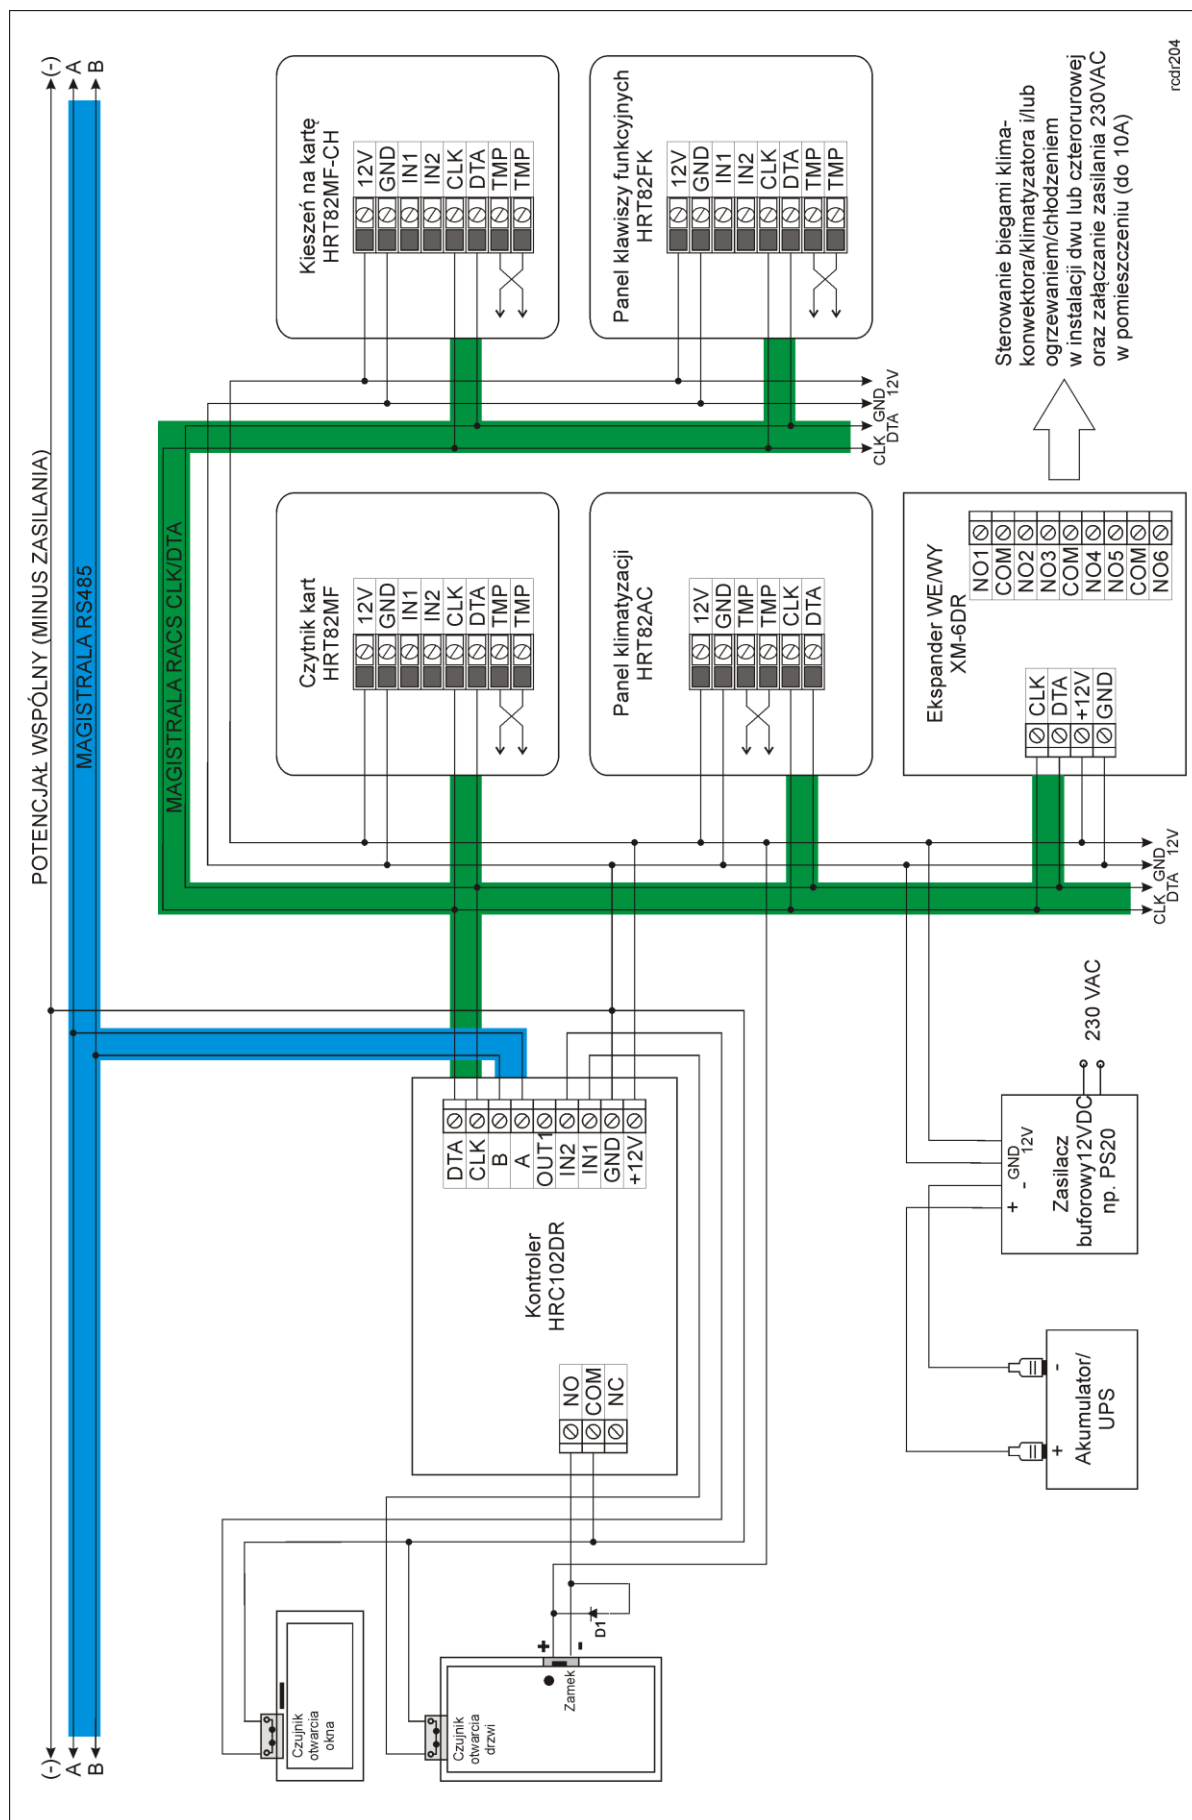 POTENCJAŁ WSPÓLNY (MINUS ZASILANIA)
(-)
A
B
(-)
A
B
MAGISTRALA RS485
MAGISTRALA RACS CLK/DTA
Kieszeń na kartę
HRT82MF-CH
12V
GND
IN1
IN2
CLK
DTA
TMP
TMP
Panel klawiszy funkcyjnych
HRT82FK
12V
GND
IN1
IN2
CLK
DTA
TMP
TMP
12V
GND
DTA
CLK
Czytnik kart
HRT82MF
12V
GND
IN1
IN2
CLK
DTA
TMP
TMP
Panel klimatyzacji
HRT82AC
12V
GND
TMP
TMP
CLK
DTA
Ekspander WE/WY
XM-6DR
NO1
COM
NO2
NO3
COM
NO4
NO5
COM
NO6
CLK
DTA
+12V
GND
Sterowanie biegami klima-
konwektora/klimatyzatora i/lub
ogrzewaniem/chłodzeniem
w instalacji dwu lub czterorurowej
oraz załączanie zasilania 230VAC
w pomieszczeniu (do 10A)
12V
GND
DTA
CLK
Kontroler
HRC102DR
DTA
CLK
B
A
OUT1
IN2
IN1
GND
+12V
NO
COM
NC
230 VAC
Zasilacz
buforowy12VDC
np. PS20
12V
GND
-
+
Akumulator/
UPS
-
+
Czujnik
otwarcia
okna
Czujnik
otwarcia
drzwi
Zamek
+
-
D1
rcdr204